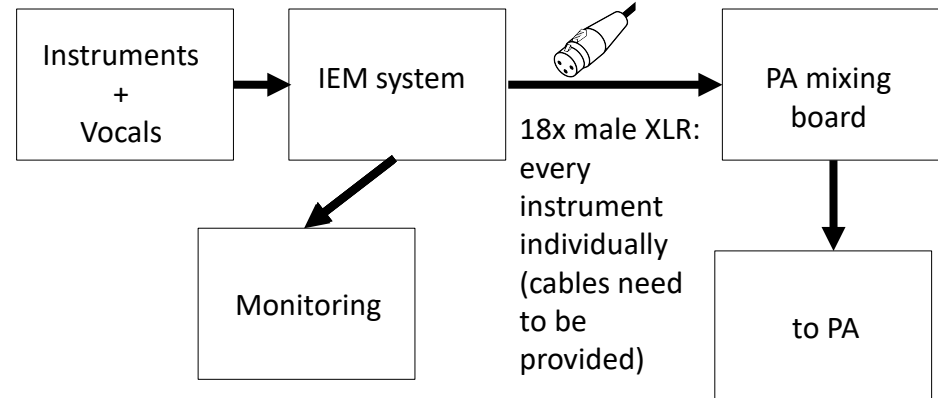 Instruments
+
Vocals
IEM system
PA mixing
board
18x male XLR:
every
instrument
individually
(cables need
to be
provided)
Monitoring
to PA